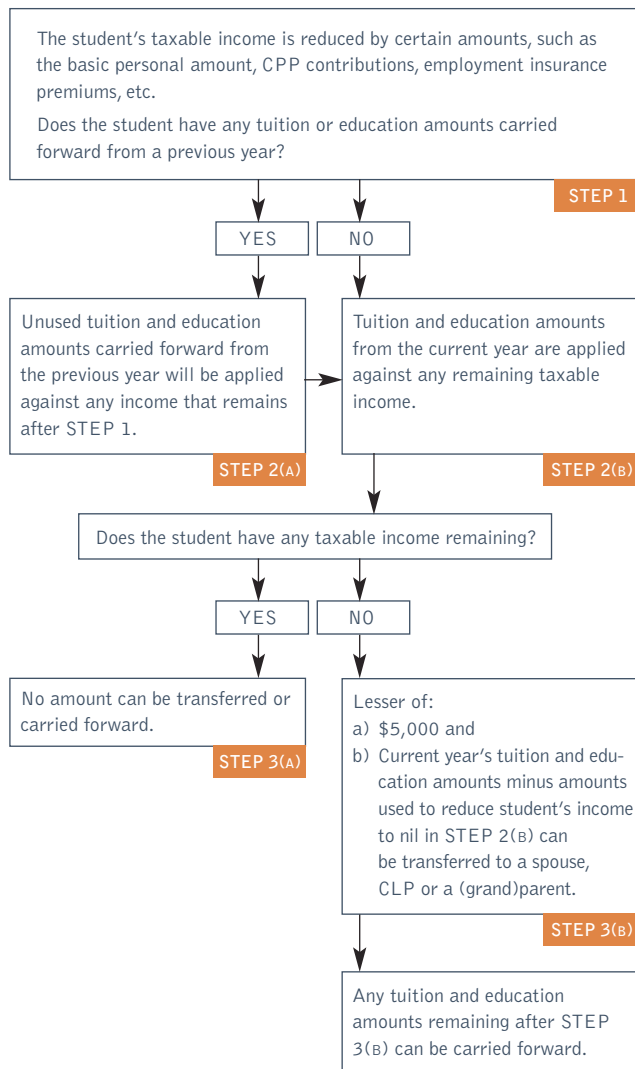 The student’s taxable income is reduced by certain amounts, such as
the basic personal amount, CPP contributions, employment insurance
premiums, etc.
Does the student have any tuition or education amounts carried
forward from a previous year?
STEP 1
YES
NO
Unused tuition and education
amounts carried forward from
the previous year will be applied
against any income that remains
after STEP 1.
STEP 2(A)
Tuition and education amounts
from the current year are applied
against any remaining taxable
income.
STEP 2(B)
Does the student have any taxable income remaining?
YES
NO
No amount can be transferred or
carried forward.
STEP 3(A)
Lesser of:
a) $5,000 and
b) Current year’s tuition and edu-
cation amounts minus amounts
used to reduce student’s income
to nil in STEP 2(B) can
be transferred to a spouse,
CLP or a (grand)parent.
STEP 3(B)
Any tuition and education
amounts remaining after STEP
3(B) can be carried forward.